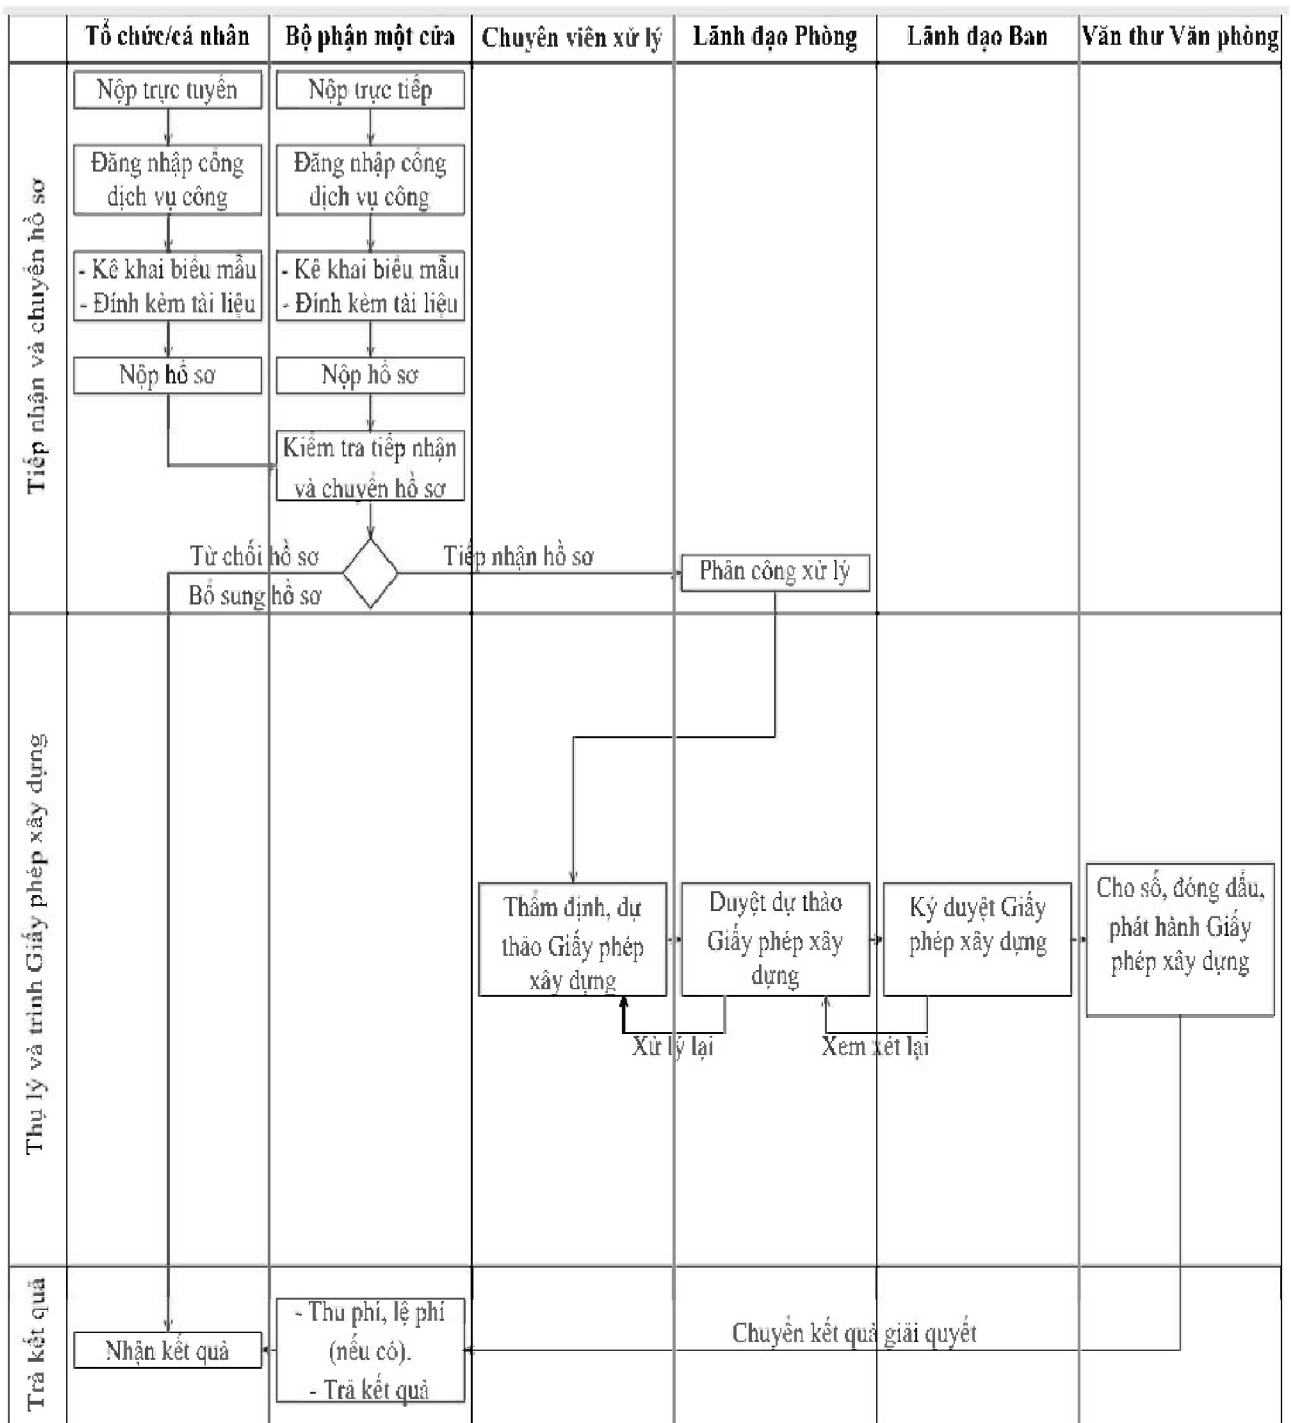 Tổ chức/cá nhân
Bộ phận một cửa
Chuyên viên xử lý
Lãnh đạo Phòng
Lãnh đạo Ban
Văn thư Văn phòng
Tiếp nhận và chuyển hồ sơ
Nộp trực tuyến
Nộp trực tiếp
Đăng nhập cổng
dịch vụ công
Đăng nhập cổng
dịch vụ công
- Kê khai biểu mẫu
- Đính kèm tài liệu
- Kê khai biểu mẫu
- Đính kèm tài liệu
Nộp hồ sơ
Nộp hồ sơ
Kiểm tra tiếp nhận
và chuyển hồ sơ
Từ chối hồ sơ
Bổ sung hồ sơ
Tiếp nhận hồ sơ
Phân công xử lý
Thụ lý và trình Giấy phép xây dựng
Thẩm định, dự
thảo Giấy phép
xây dựng
Duyệt dự thảo
Giấy phép xây
dựng
Ký duyệt Giấy
phép xây dựng
Cho số, đóng dấu,
phát hành Giấy
phép xây dựng
Xử lý lại
Xem xét lại
Trả kết quả
Nhận kết quả
- Thu phí, lệ phí
(nếu có).
- Trả kết quả
Chuyển kết quả giải quyết